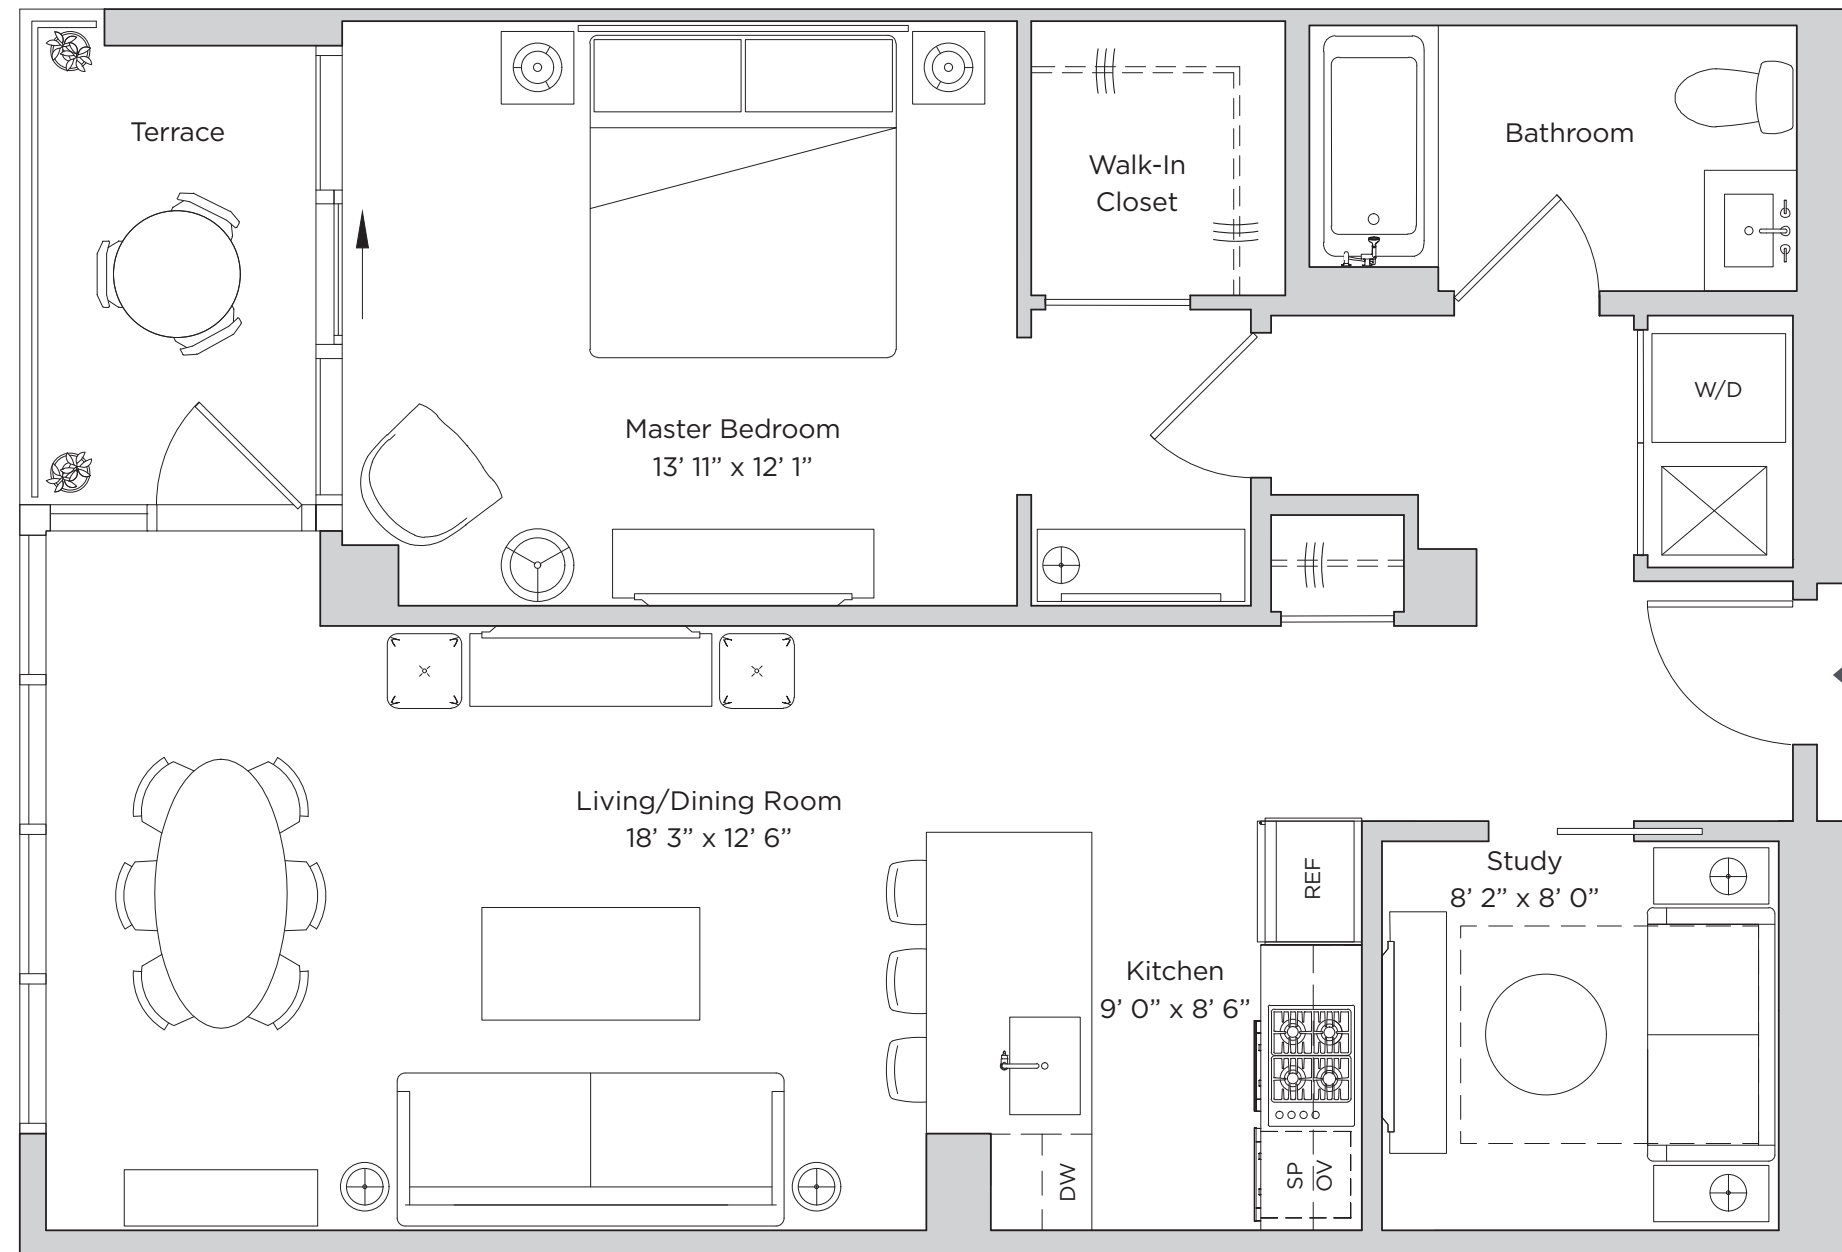 Terrace
Walk-In
Closet
Bathroom
W/D
Master Bedroom
13’ 11” x 12’ 1”
Living/Dining Room
18’ 3” x 12’ 6”
REF
Study
8’ 2” x 8’ 0”
Kitchen
9’ 0” x 8’ 6”
DW
SP
OV